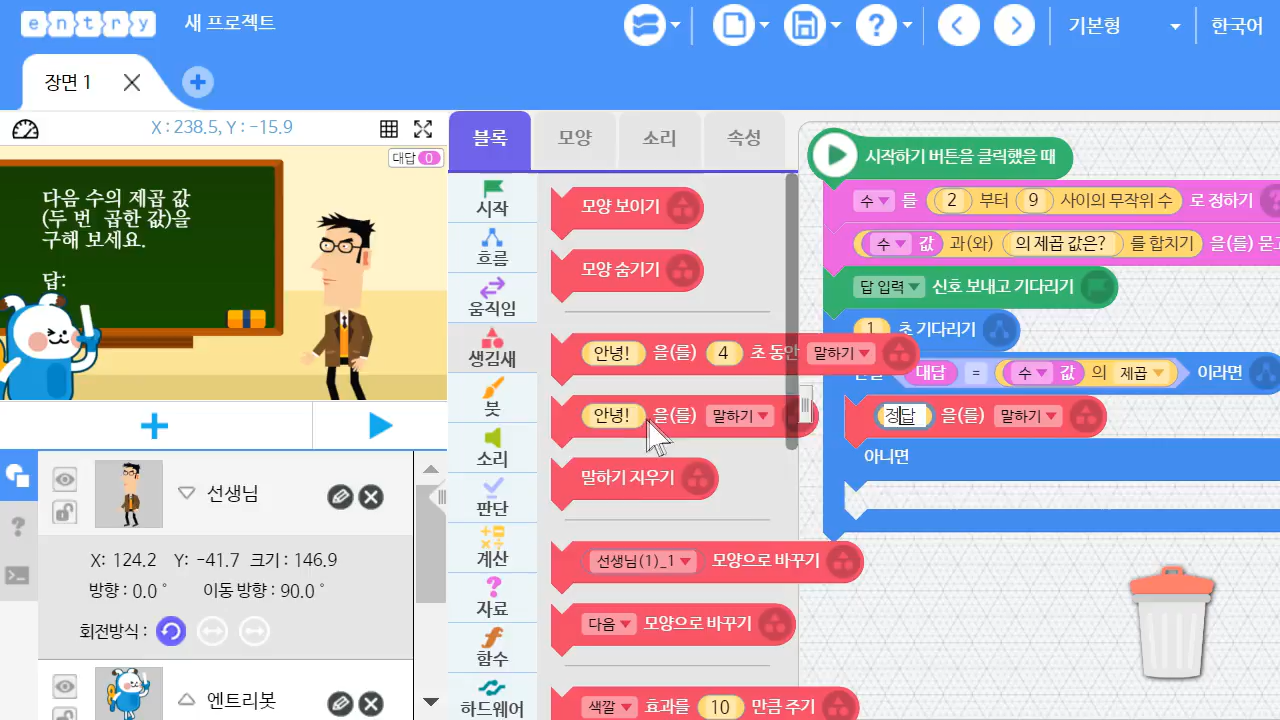 entry 새 프로젝트 기본형 한국어
장면 1
X : 238.5, Y : -15.9
대답 0
다음 수의 제곱 값
(두 번 곱한 값)을
구해 보세요.
답:
선생님
X: 124.2 Y: -41.7 크기 : 146.9
방향 : 0.0 ° 이동 방향 : 90.0 °
회전방식 :
엔트리봇
블록 모양 소리 속성
시작
흐름
움직임
생김새
붓
소리
판단
계산
자료
함수
하드웨어
모양 보이기
모양 숨기기
안녕! 을(를) 4 초 동안 말하기
안녕! 을(를) 말하기
말하기 지우기
선생님(1)_1 모양으로 바꾸기
다음 모양으로 바꾸기
색깔 효과를 10 만큼 주기
시작하기 버튼을 클릭했을 때
수 를 2 부터 9 사이의 무작위 수 로 정하기
수 값 과(와) 의 제곱 값은? 를 합치기 을(를) 묻고
답 입력 신호 보내고 기다리기
1 초 기다리기
대답 = 수 값 의 제곱 이라면
정답 을(를) 말하기
아니면